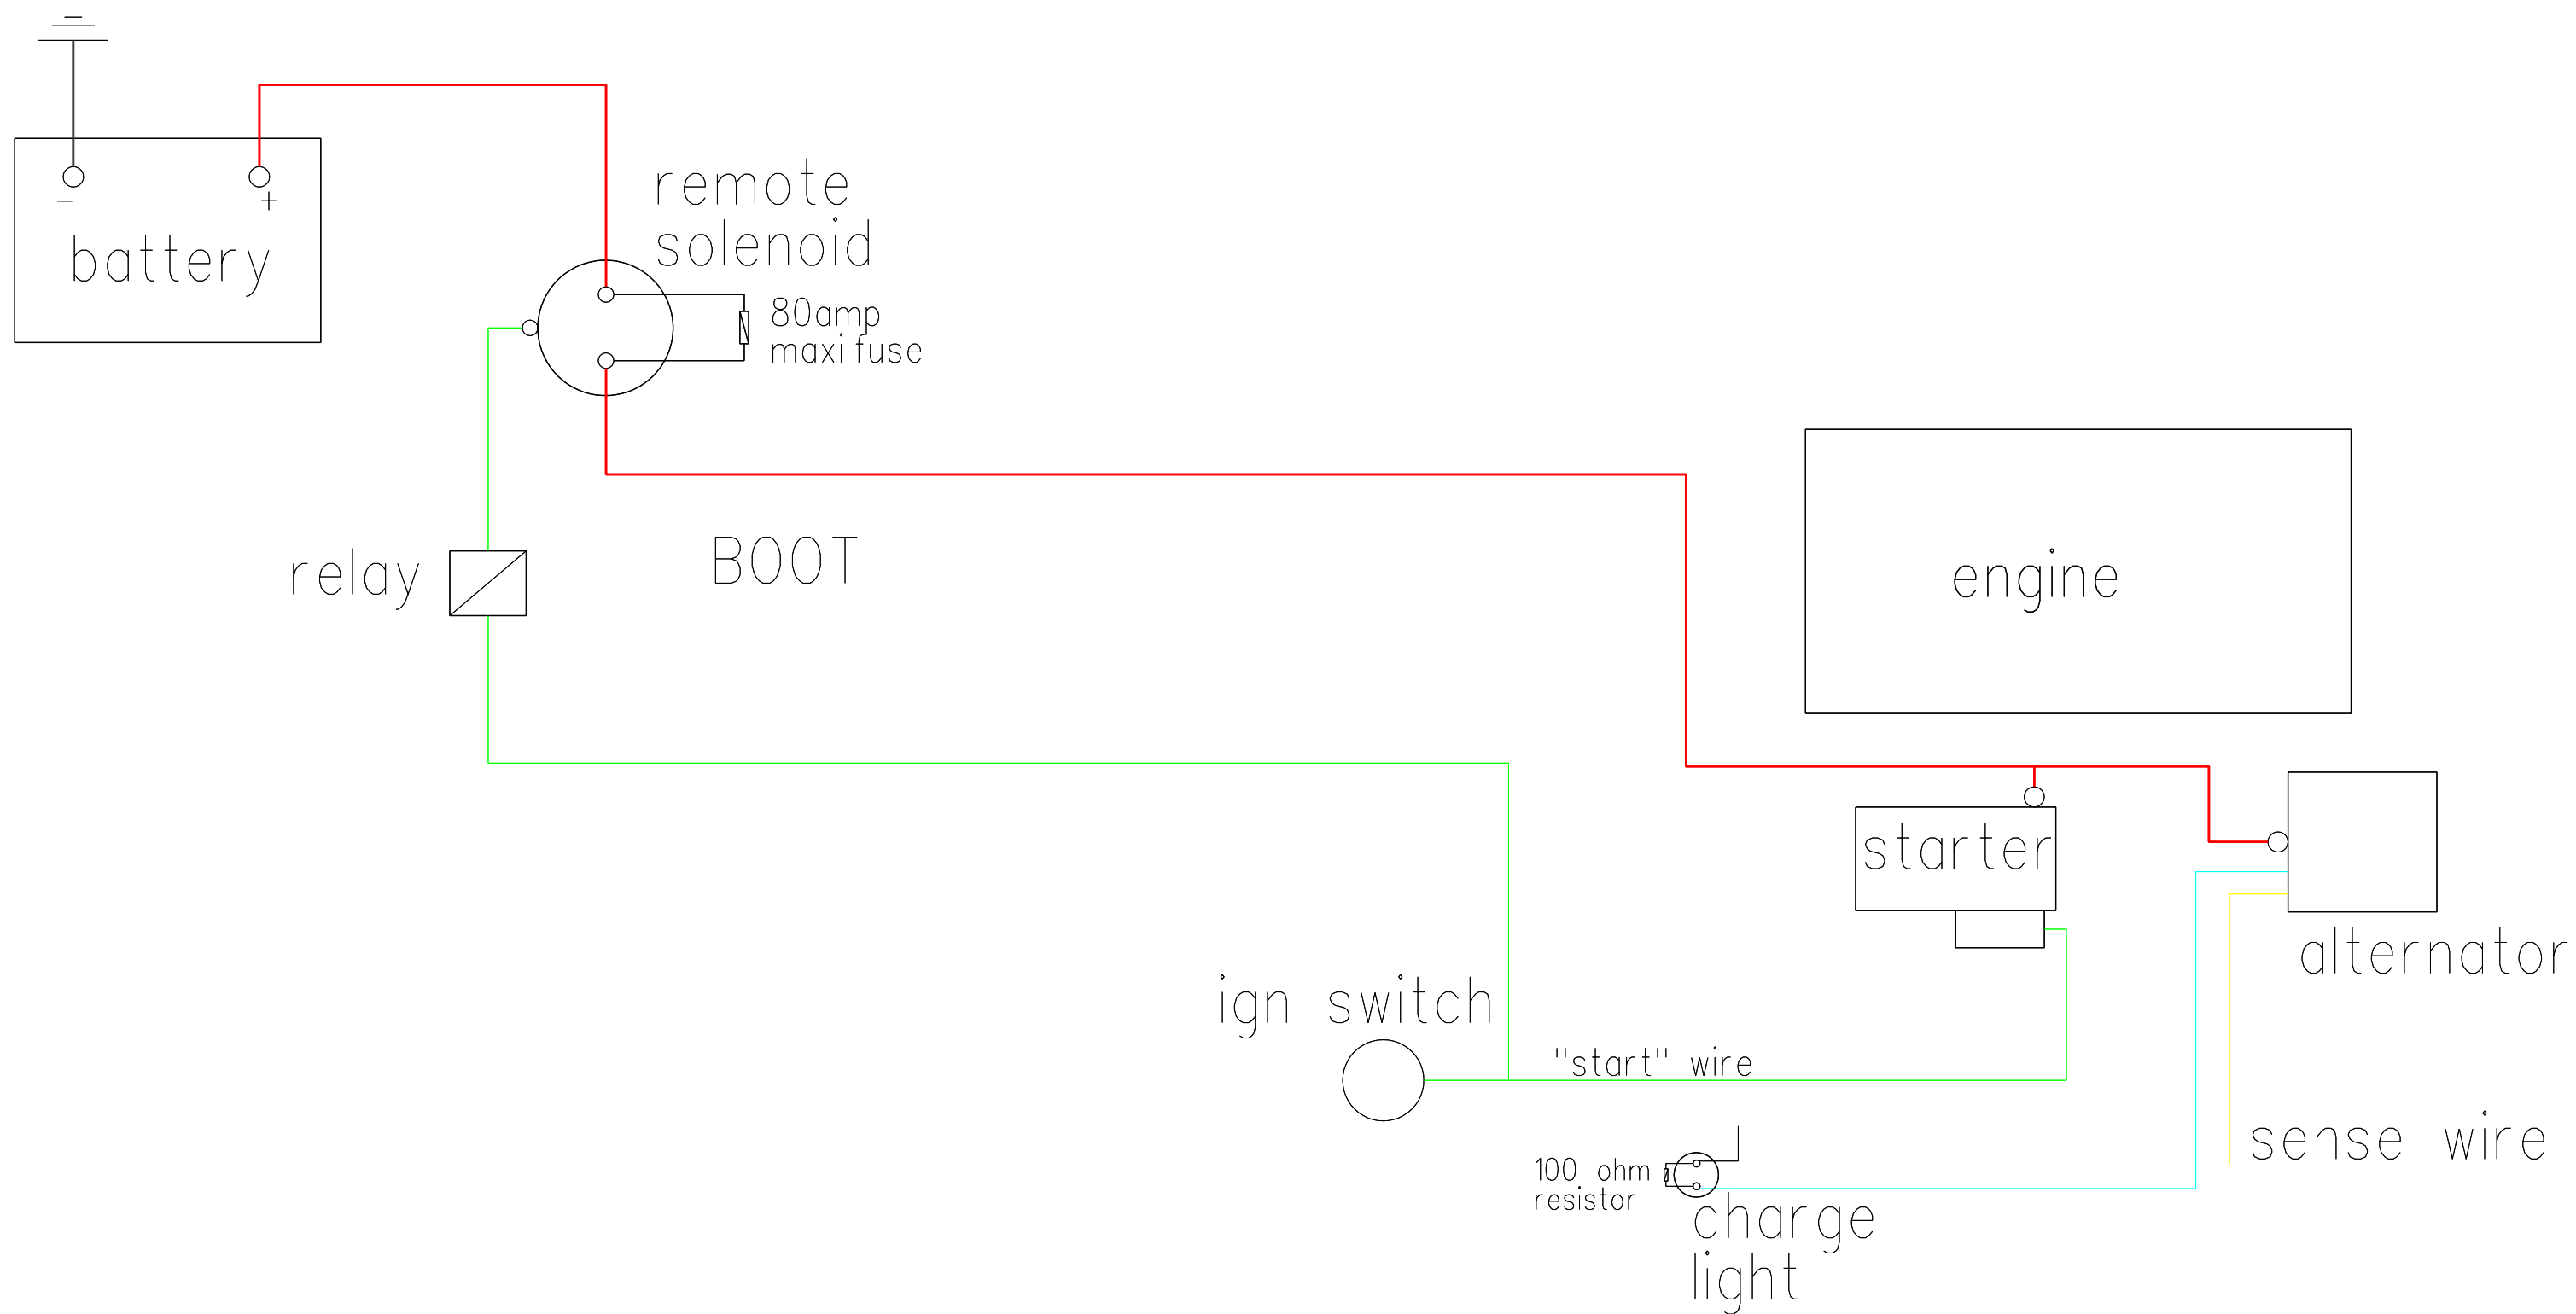 - +
battery
remote
solenoid
80amp
maxi fuse
relay
BOOT
engine
starter
alternator
ign switch
"start" wire
sense wire
100 ohm
resistor
charge
light